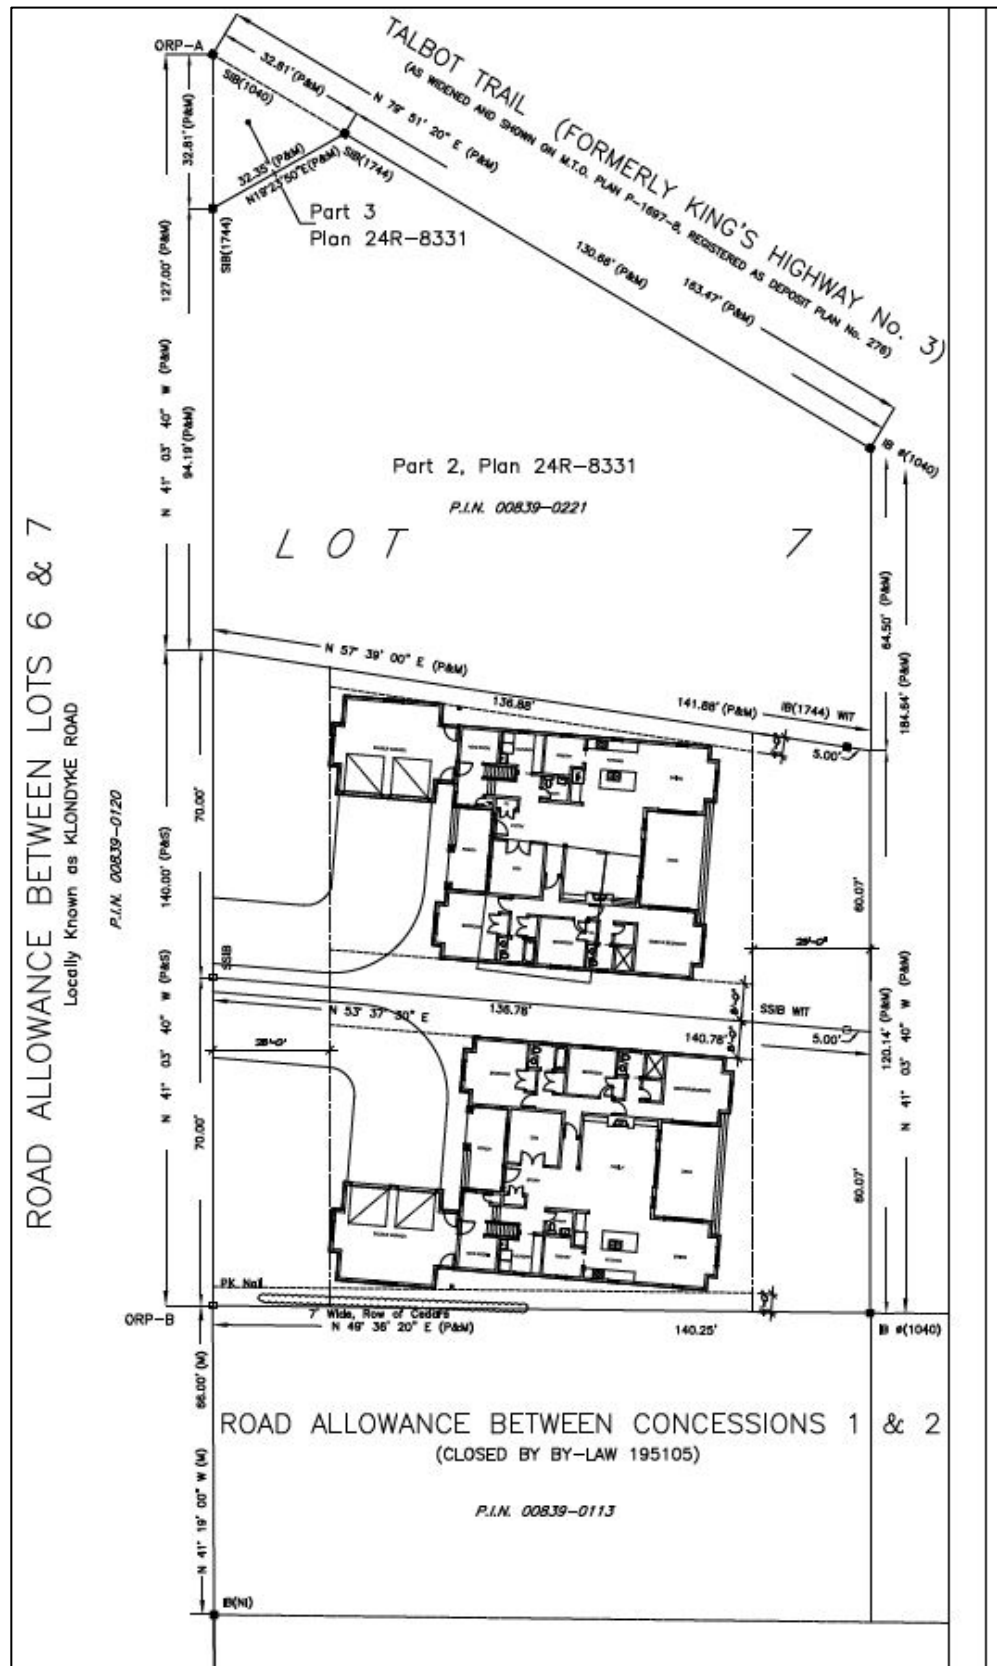 ORP-A
TALBOT TRAIL (FORMERLY KING'S HIGHWAY No. 3)
(AS WIDENED AND SHOWN ON M.T.O. PLAN P-1697-8, REGISTERED AS DEPOSIT PLAN No. 276)
32.81' (P&M)
N 79° 51' 20" E (P&M)
SIB(1040)
32.81' (P&M)
SIB(1744)
32.35' (P&M)
N19°23'50"E(P&M)
Part 3
Plan 24R-8331
SIB(1744)
130.66' (P&M)
163.47' (P&M)
127.00' (P&M)
N 41° 03' 40" W (P&M)
94.19' (P&M)
IB #(1040)
Part 2, Plan 24R-8331
P.I.N. 00839-0221
LOT 7
64.50' (P&M)
184.64' (P&M)
N 57° 39' 00" E (P&M)
136.88'
141.88' (P&M)
IB(1744) WIT
5.00'
ROAD ALLOWANCE BETWEEN LOTS 6 & 7
Locally Known as KLONDYKE ROAD
P.I.N. 00839-0120
70.00'
140.00' (P&S)
N 41° 03' 40" W (P&S)
60.07'
SSIB
N 53° 37' 50" E
136.78'
SSIB WIT
140.78'
5.00'
8'-0"
8'-0"
120.14' (P&M)
N 41° 03' 40" W (P&M)
70.00'
60.07'
PK Nail
ORP-B
7' Wide, Row of Cedars
N 49° 36' 20" E (P&M)
140.25'
IB #(1040)
66.00' (M)
N 41° 19' 00" W (M)
ROAD ALLOWANCE BETWEEN CONCESSIONS 1 & 2
(CLOSED BY BY-LAW 195105)
P.I.N. 00839-0113
IB(NI)